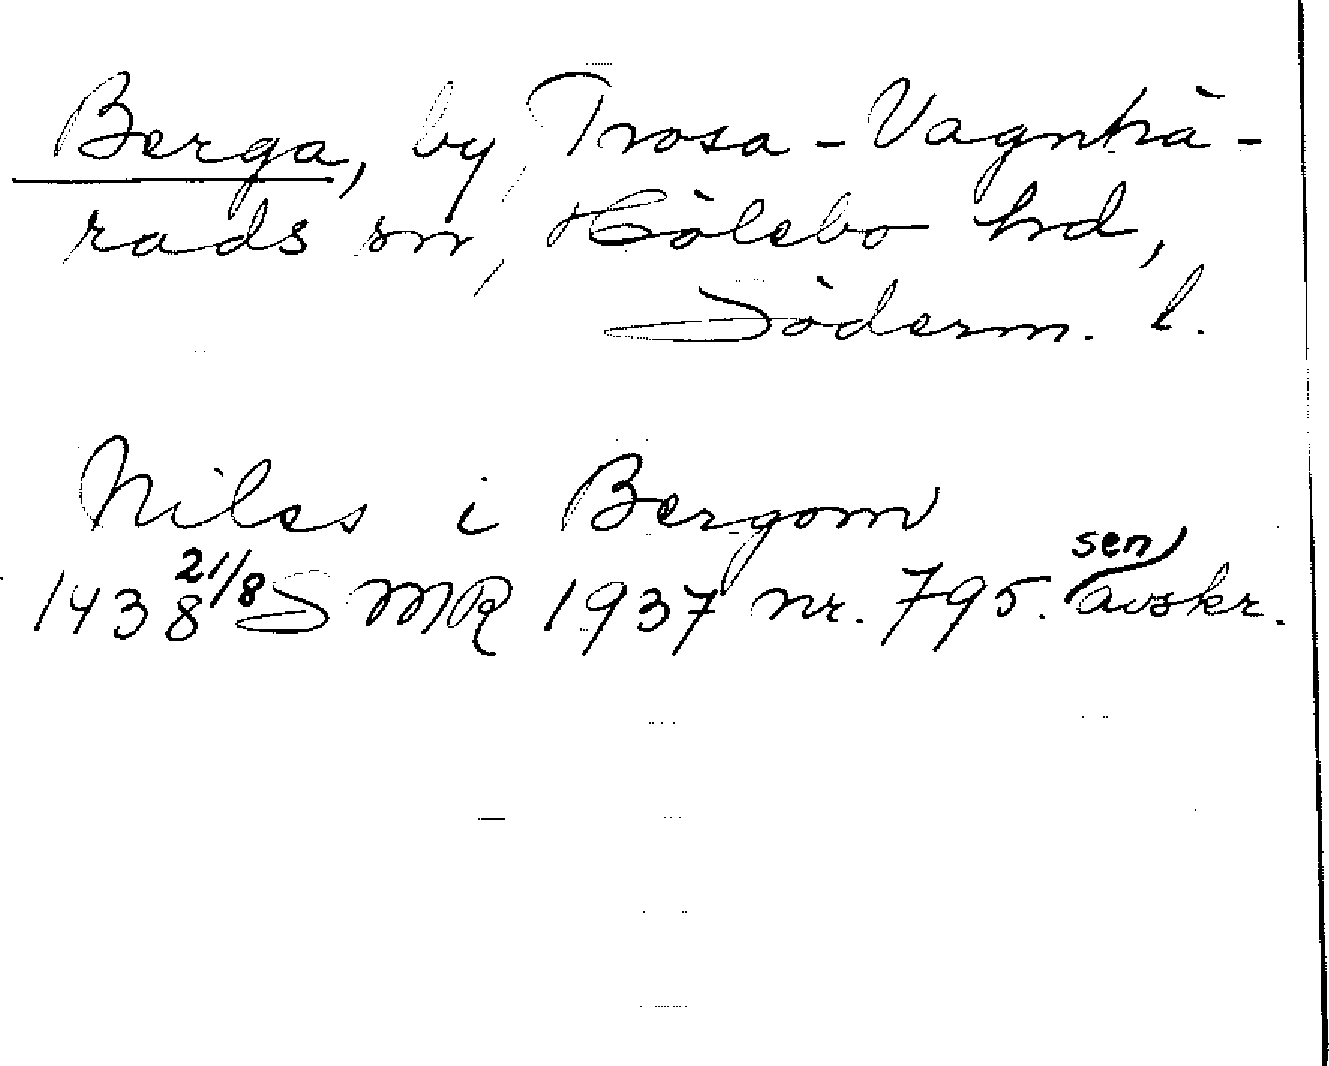 Berga, by, Trosa-Vagnhä-
rads sn, Hölebo hd,
Söderm. l.
Niles i Bergom
1438 21/8 SMR 1937 nr. 795. sen avskr.